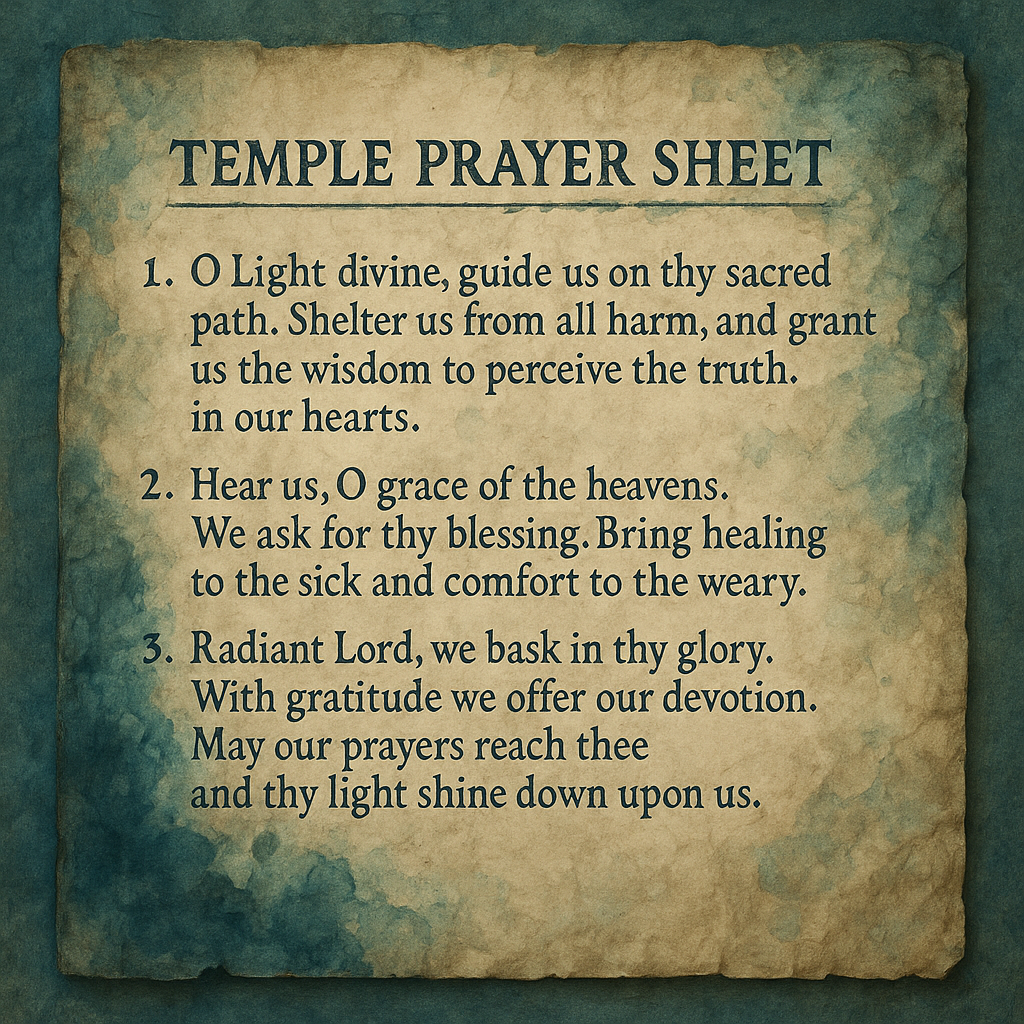 TEMPLE PRAYER SHEET
1. O Light divine, guide us on thy sacred
path. Shelter us from all harm, and grant
us the wisdom to perceive the truth.
in our hearts.
2. Hear us, O grace of the heavens.
We ask for thy blessing. Bring healing
to the sick and comfort to the weary.
3. Radiant Lord, we bask in thy glory.
With gratitude we offer our devotion.
May our prayers reach thee
and thy light shine down upon us.